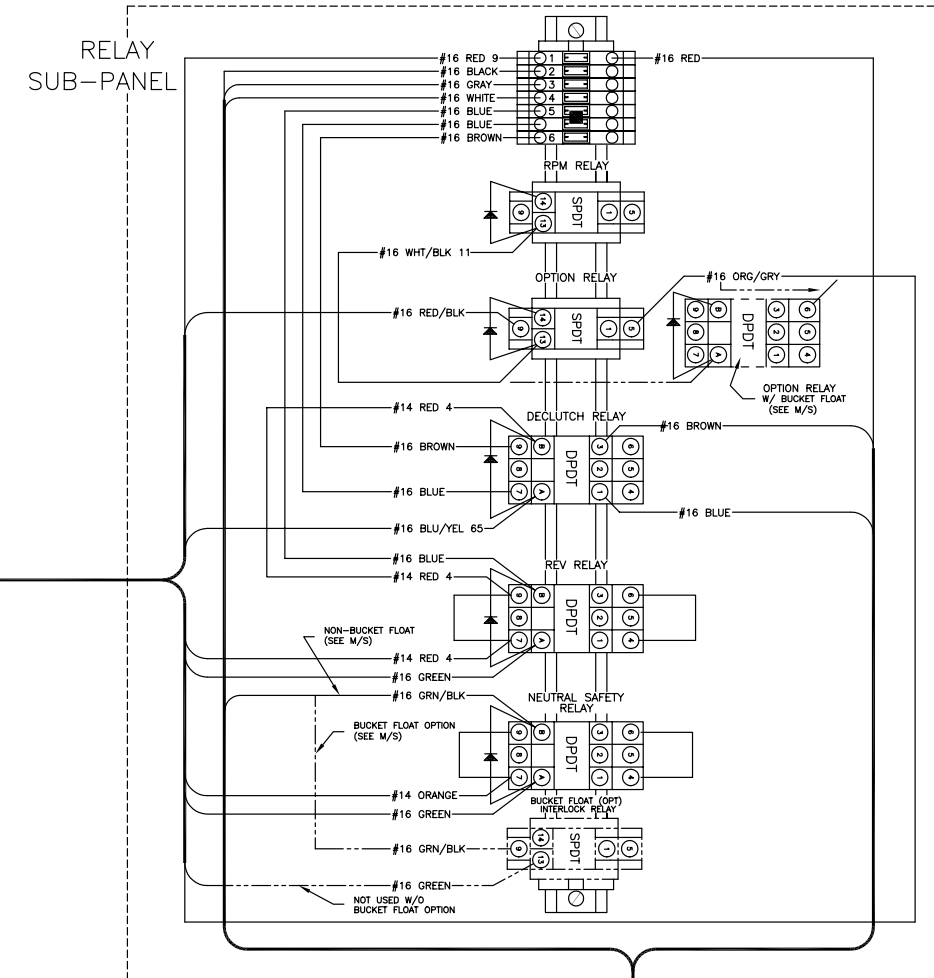 RELAY
SUB-PANEL
#16 RED 9
#16 BLACK
#16 GRAY
#16 WHITE
#16 BLUE
#16 BLUE
#16 BROWN
1
2
3
4
5
6
#16 RED
RPM RELAY
9
14
13
SPDT
1
5
#16 WHT/BLK 11
OPTION RELAY
#16 RED/BLK
9
14
13
SPDT
1
5
#16 ORG/GRY
9
B
8
7
A
DPDT
3
6
2
5
1
4
OPTION RELAY
W/ BUCKET FLOAT
(SEE M/S)
#14 RED 4
DECLUTCH RELAY
#16 BROWN
#16 BROWN
9
B
8
7
A
DPDT
3
6
2
5
1
4
#16 BLUE
#16 BLUE
#16 BLU/YEL 65
#16 BLUE
#14 RED 4
REV RELAY
9
B
8
7
A
DPDT
3
6
2
5
1
4
NON-BUCKET FLOAT
(SEE M/S)
#14 RED 4
#16 GREEN
#16 GRN/BLK
NEUTRAL SAFETY
RELAY
BUCKET FLOAT OPTION
(SEE M/S)
9
B
8
7
A
DPDT
3
6
2
5
1
4
#14 ORANGE
#16 GREEN
BUCKET FLOAT (OPT)
INTERLOCK RELAY
#16 GRN/BLK
9
14
13
SPDT
1
5
#16 GREEN
NOT USED W/O
BUCKET FLOAT OPTION